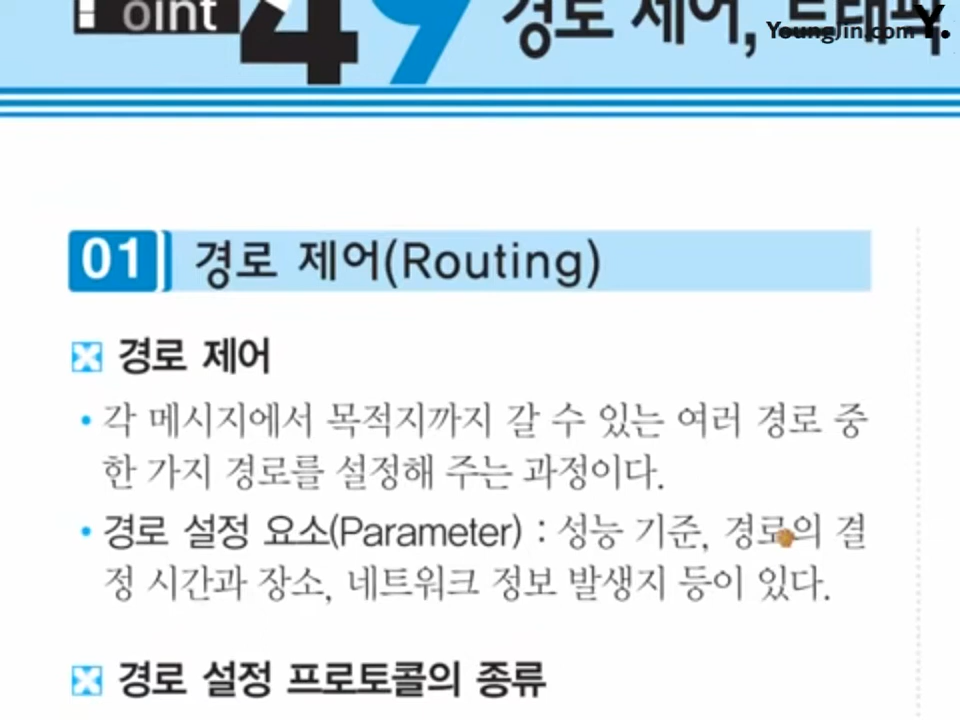 Point 49 경로 제어, 트래픽
YoungJin.com Y.
01 경로 제어(Routing)
경로 제어
• 각 메시지에서 목적지까지 갈 수 있는 여러 경로 중
한 가지 경로를 설정해 주는 과정이다.
• 경로 설정 요소(Parameter) : 성능 기준, 경로의 결
정 시간과 장소, 네트워크 정보 발생지 등이 있다.
경로 설정 프로토콜의 종류